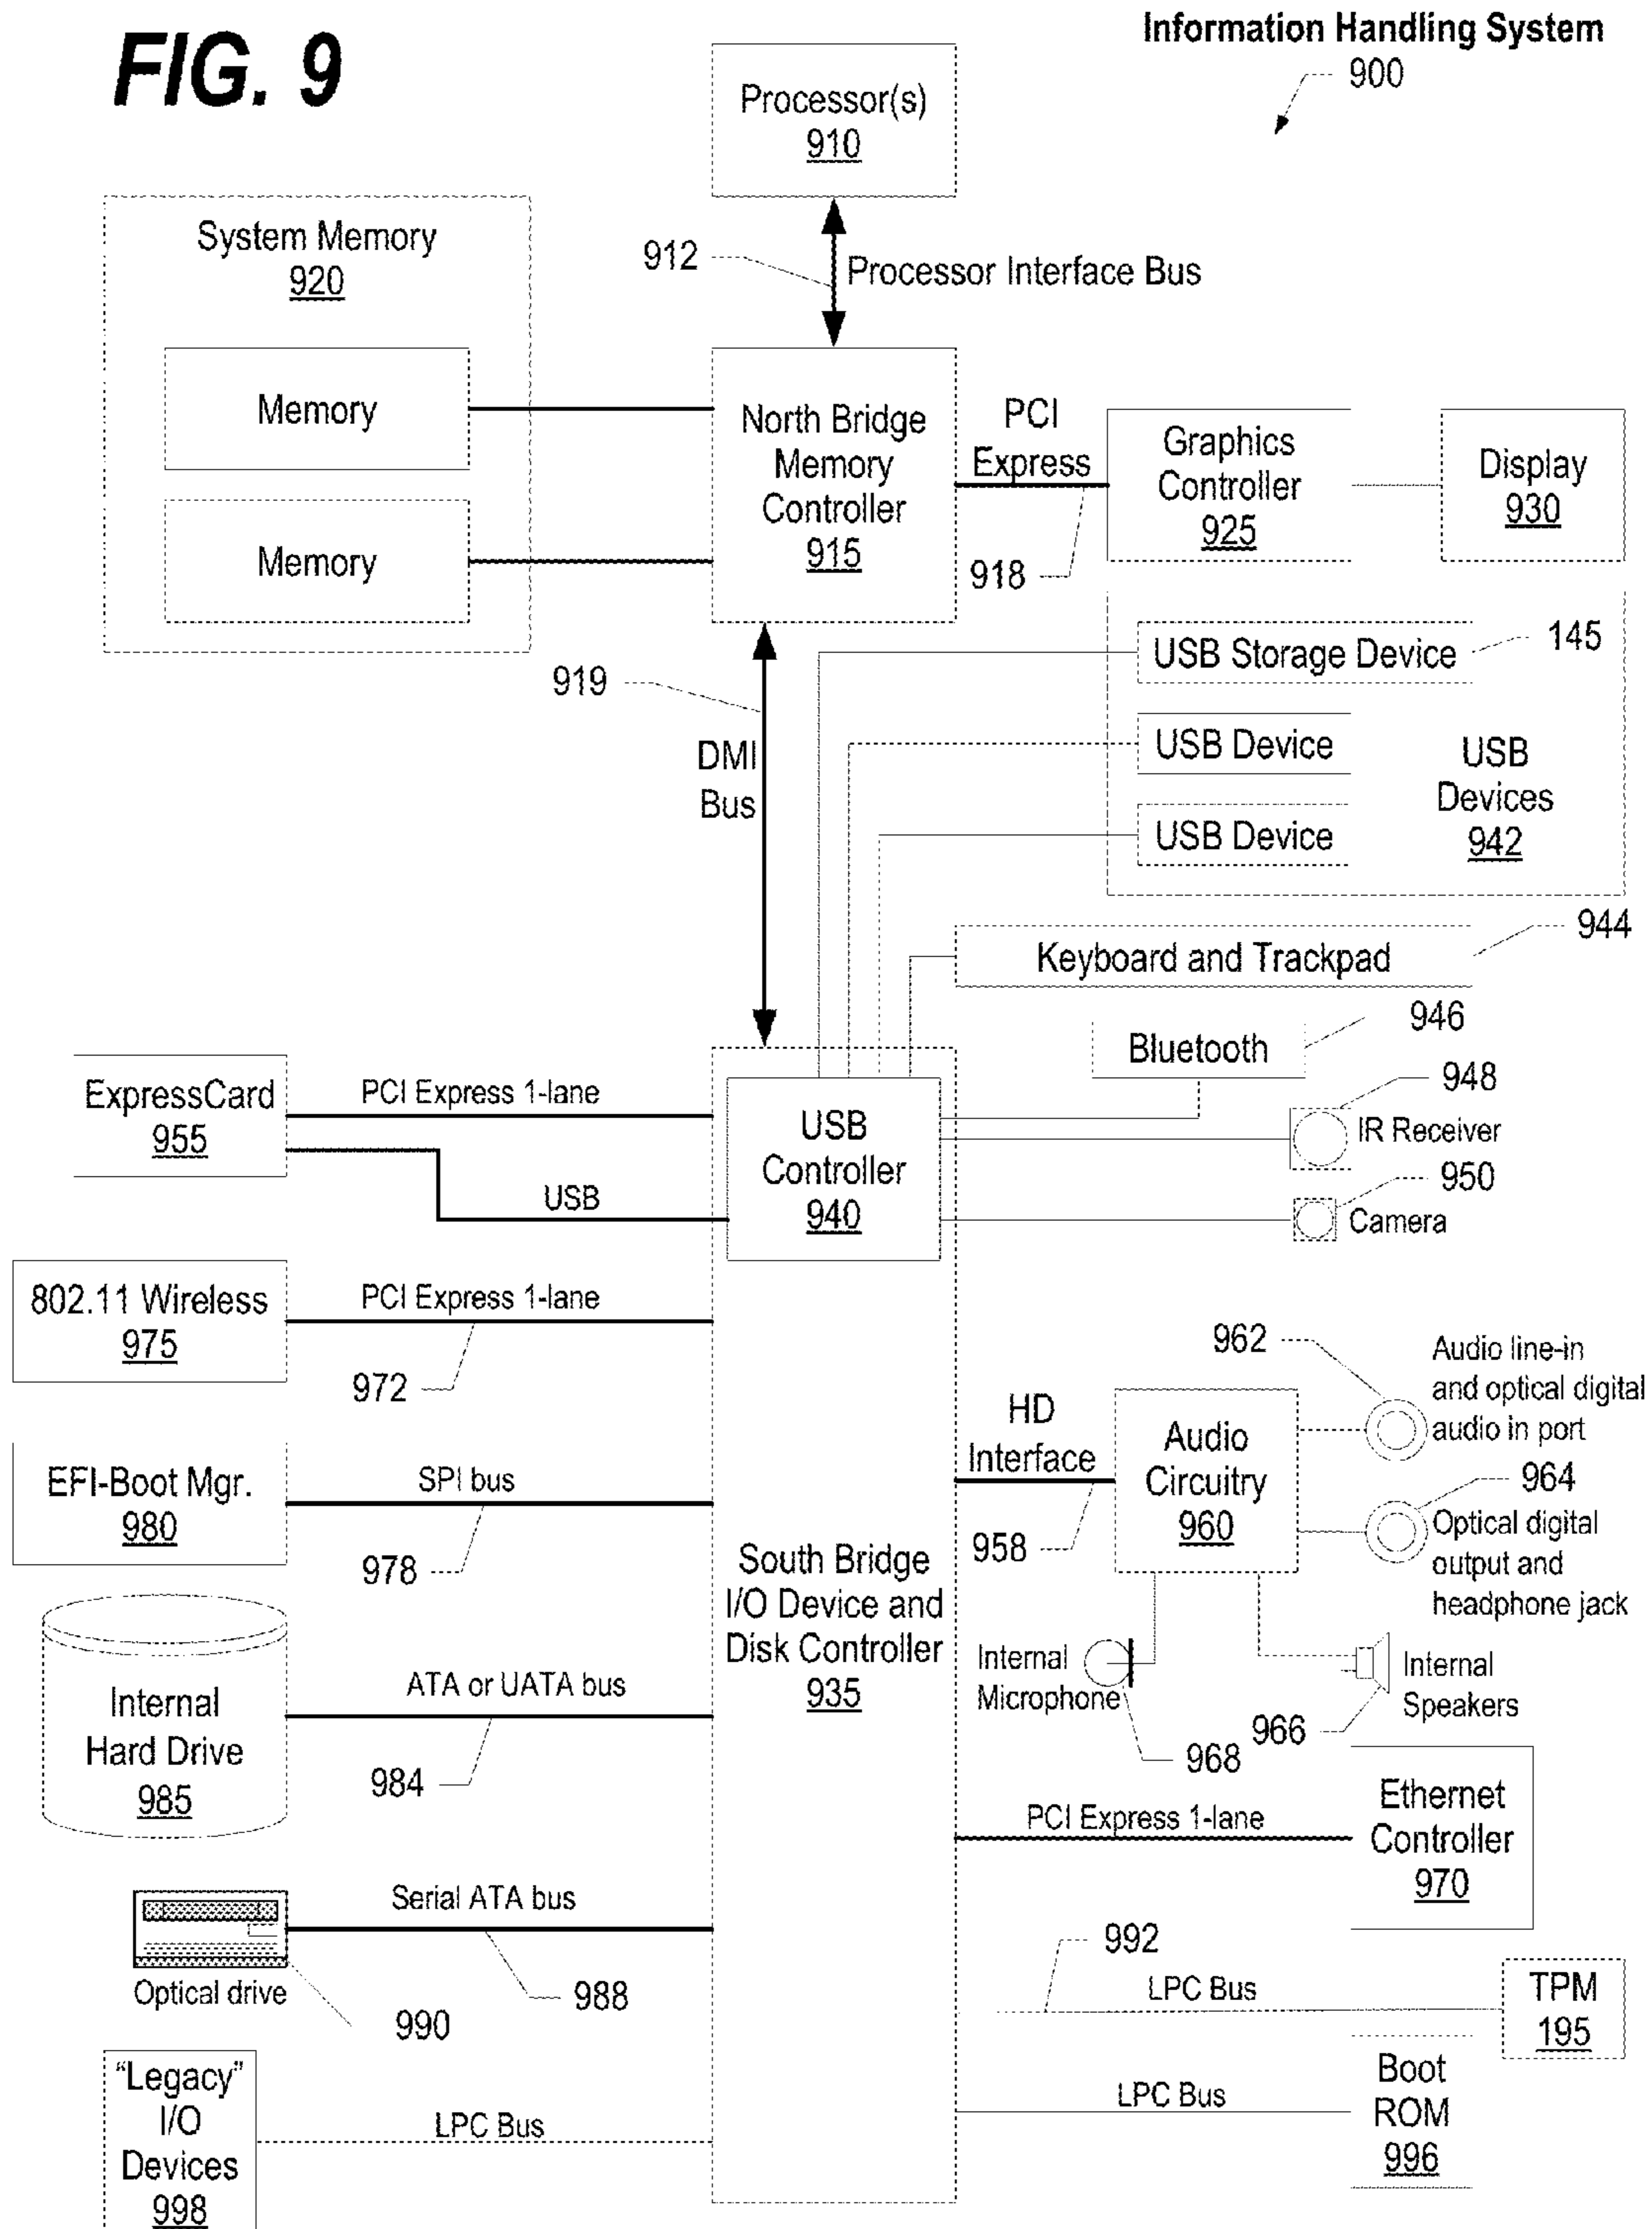 FIG. 9
Information Handling System
900
Processor(s)
910
912
Processor Interface Bus
System Memory
920
Memory
Memory
North Bridge
Memory
Controller
915
PCI
Express
918
Graphics
Controller
925
Display
930
919
DMI
Bus
USB Storage Device
145
USB Device
USB Device
USB
Devices
942
Keyboard and Trackpad
944
Bluetooth
946
948
IR Receiver
950
Camera
ExpressCard
955
PCI Express 1-lane
USB
USB
Controller
940
802.11 Wireless
975
PCI Express 1-lane
972
EFI-Boot Mgr.
980
SPI bus
978
HD
Interface
958
Audio
Circuitry
960
962
Audio line-in
and optical digital
audio in port
964
Optical digital
output and
headphone jack
Internal
Microphone
968
966
Internal
Speakers
South Bridge
I/O Device and
Disk Controller
935
Internal
Hard Drive
985
ATA or UATA bus
984
PCI Express 1-lane
Ethernet
Controller
970
Serial ATA bus
988
Optical drive
990
992
LPC Bus
TPM
195
"Legacy"
I/O
Devices
998
LPC Bus
LPC Bus
Boot
ROM
996